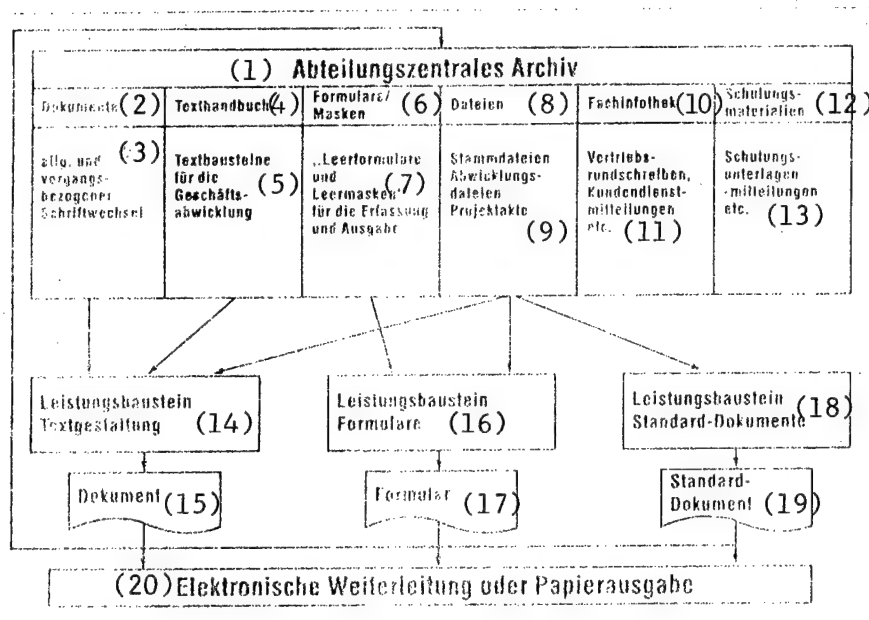 (1) Abteilungszentrales Archiv
Dokumente (2)
Texthandbuch (4)
Formulare/
Masken (6)
Dateien (8)
Fachinfothek (10)
Schulungs-
materialien (12)
(3)
allg. und
vorgangs-
bezogener
Schriftwechsel
Textbausteine
für die
Geschäfts- (5)
abwicklung
„Leerformulare
und
Leermasken" (7)
für die Erfassung
und Ausgabe
Stammdateien
Abwicklungs-
dateien
Projektakte
(9)
Vertriebs-
rundschreiben,
Kundendienst-
mitteilungen
etc. (11)
Schulungs-
unterlagen
-mitteilungen
etc. (13)
Leistungsbaustein
Textgestaltung (14)
Leistungsbaustein
Formulare (16)
Leistungsbaustein
Standard-Dokumente (18)
Dokument (15)
Formular (17)
Standard-
Dokument (19)
(20) Elektronische Weiterleitung oder Papierausgabe